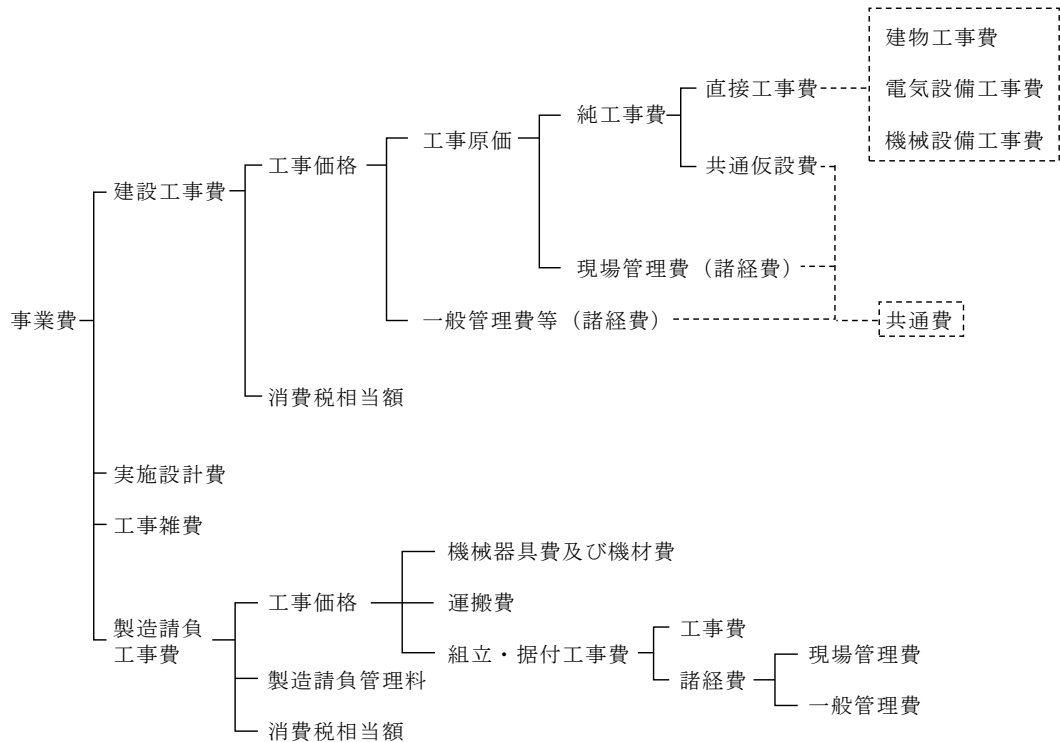 建物工事費
直接工事費
電気設備工事費
純工事費
機械設備工事費
工事原価
工事価格
共通仮設費
建設工事費
現場管理費（諸経費）
事業費
一般管理費等（諸経費）
共通費
消費税相当額
実施設計費
工事雑費
機械器具費及び機材費
工事価格
運搬費
製造請負
工事費
工事費
組立・据付工事費
現場管理費
製造請負管理料
諸経費
一般管理費
消費税相当額